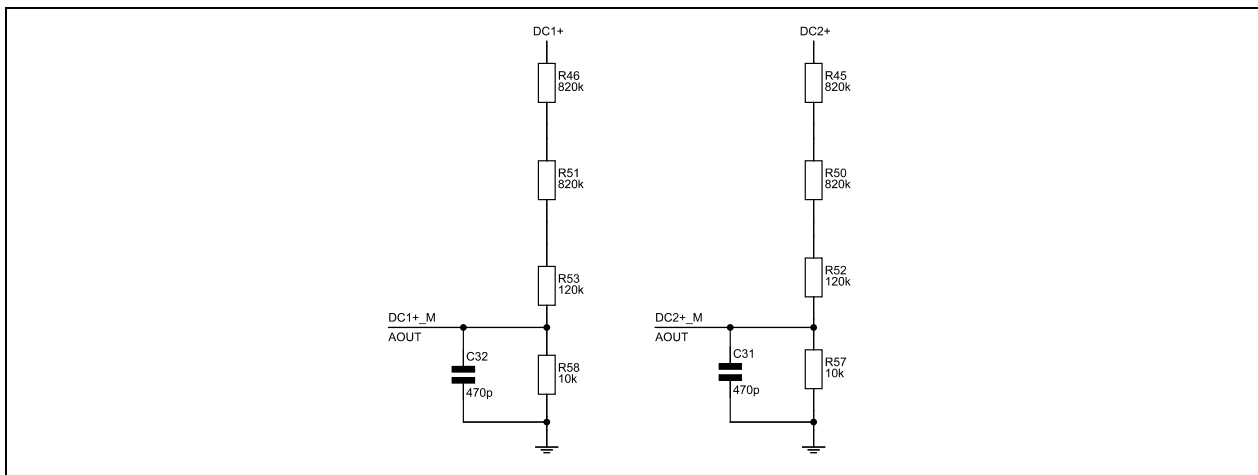 DC1+
R46
820k
R51
820k
R53
120k
DC1+_M
AOUT
C32
470p
R58
10k
DC2+
R45
820k
R50
820k
R52
120k
DC2+_M
AOUT
C31
470p
R57
10k